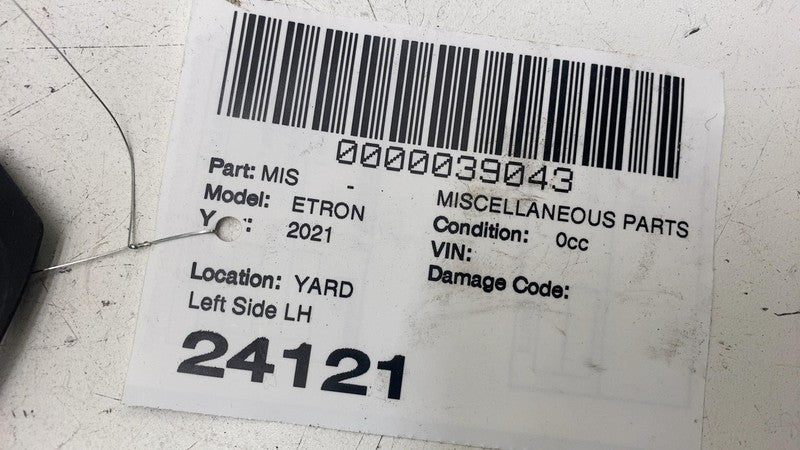 0000039043
Part: MIS - MISCELLANEOUS PARTS
Model: ETRON Condition: 0cc
Y : 2021 VIN:
Damage Code:
Location: YARD
Left Side LH
24121